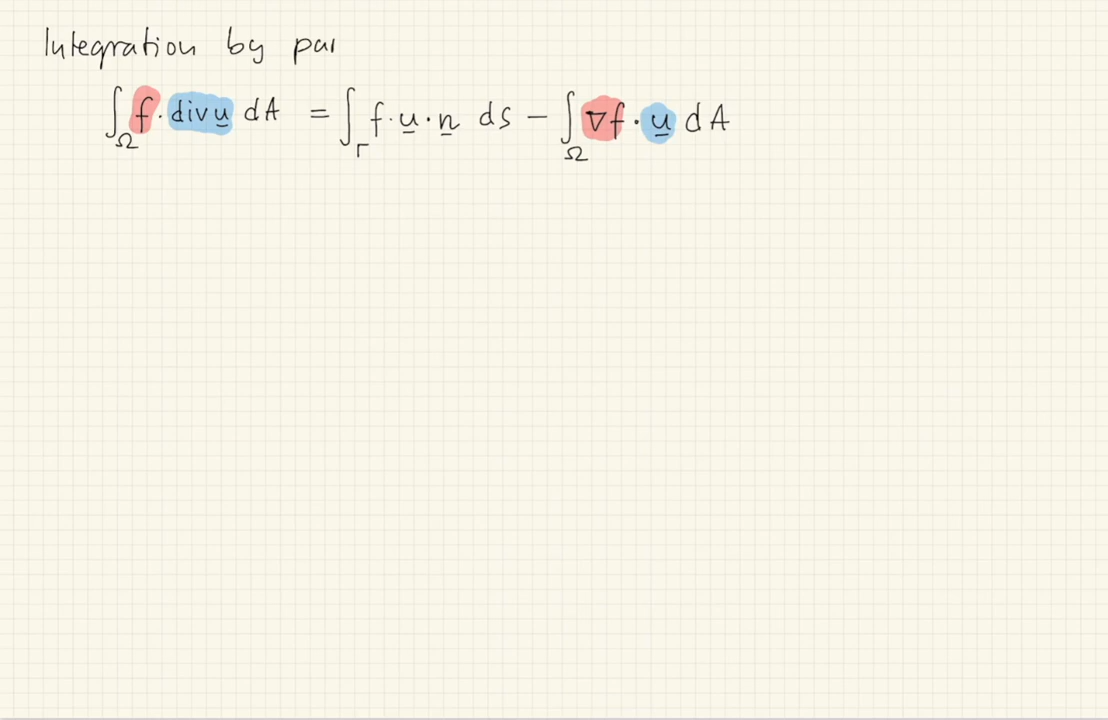 Integration by par
∫_Ω f · div u̲ dA = ∫_Γ f · u̲ · n̲ ds − ∫_Ω ∇f · u̲ dA